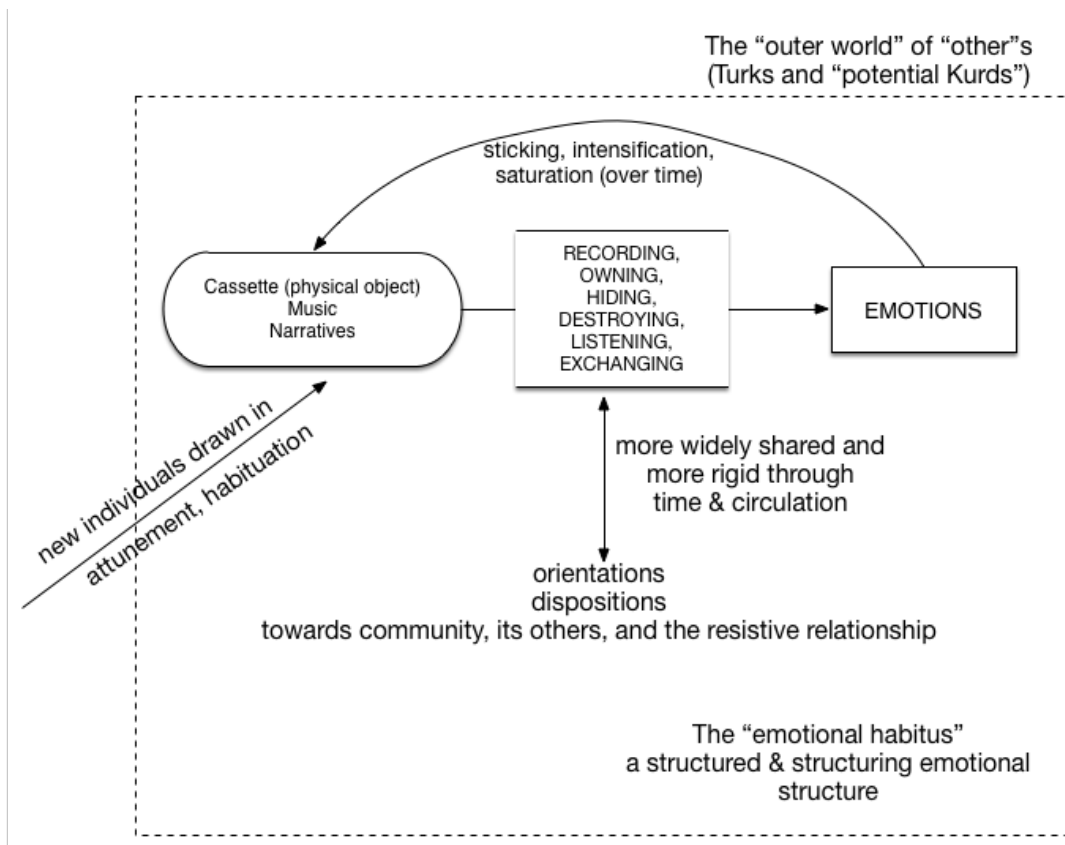 The “outer world” of “other”s
(Turks and “potential Kurds”)
sticking, intensification,
saturation (over time)
Cassette (physical object)
Music
Narratives
RECORDING,
OWNING,
HIDING,
DESTROYING,
LISTENING,
EXCHANGING
EMOTIONS
new individuals drawn in
attunement, habituation
more widely shared and
more rigid through
time & circulation
orientations
dispositions
towards community, its others, and the resistive relationship
The “emotional habitus”
a structured & structuring emotional
structure